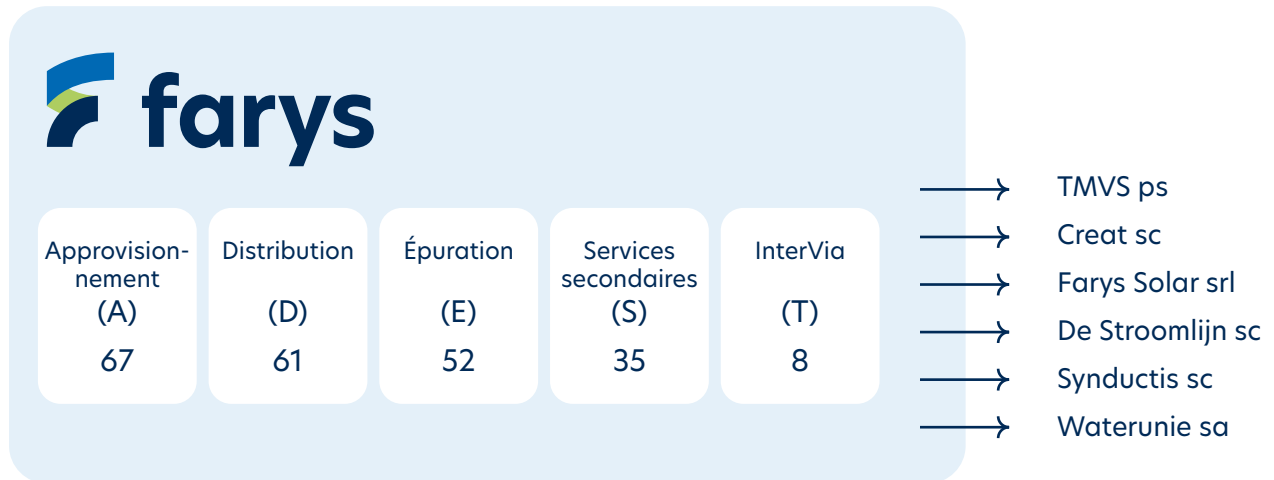 farys
Approvision-
nement
(A)
67
Distribution
(D)
61
Épuration
(E)
52
Services
secondaires
(S)
35
InterVia
(T)
8
TMVS ps
Creat sc
Farys Solar srl
De Stroomlijn sc
Synductis sc
Waterunie sa